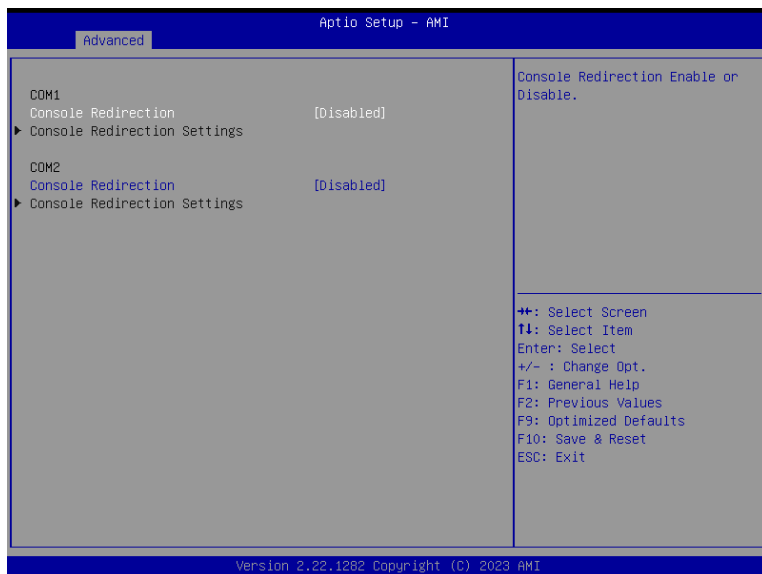 Aptio Setup – AMI
Advanced
COM1
Console Redirection [Disabled]
▶ Console Redirection Settings
COM2
Console Redirection [Disabled]
▶ Console Redirection Settings
Console Redirection Enable or
Disable.
→←: Select Screen
↑↓: Select Item
Enter: Select
+/- : Change Opt.
F1: General Help
F2: Previous Values
F9: Optimized Defaults
F10: Save & Reset
ESC: Exit
Version 2.22.1282 Copyright (C) 2023 AMI